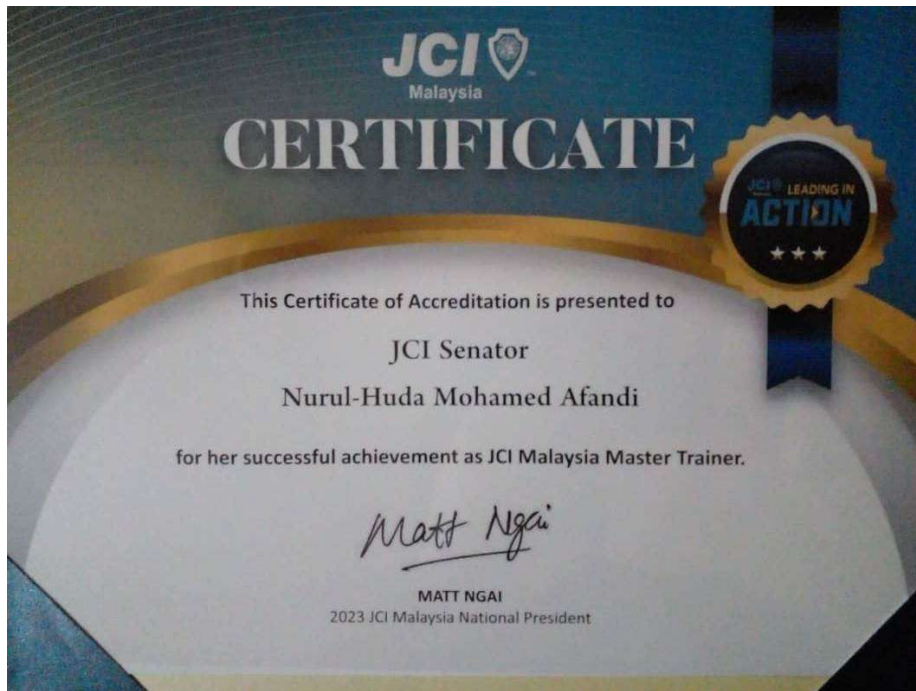 JCI
Malaysia
CERTIFICATE
JCI
LEADING IN
ACTION
This Certificate of Accreditation is presented to
JCI Senator
Nurul-Huda Mohamed Afandi
for her successful achievement as JCI Malaysia Master Trainer.
Matt Ngai
MATT NGAI
2023 JCI Malaysia National President